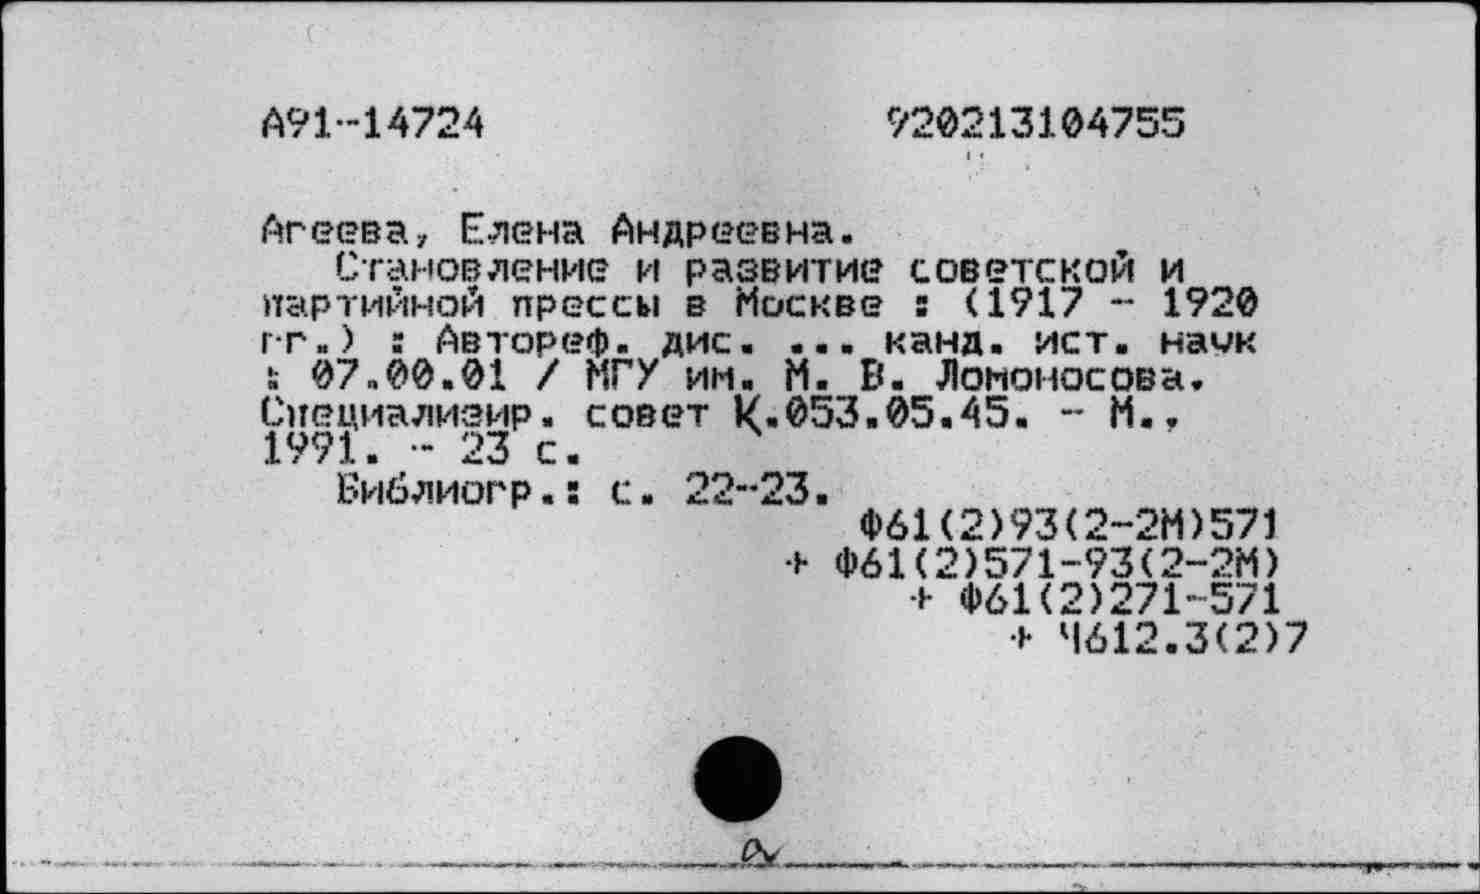 А91-14724 920213104755
Агеева, Елена Андреевна.
Становление и развитие советской и
партийной прессы в Москве : (1917 - 1920
гг.) : Автореф. дис. ... канд. ист. наук
: 07.00.01 / МГУ им. М. В. Ломоносова.
Специализир. совет К.053.05.45. - М.,
1991. - 23 с.
Библиогр.: с. 22-23.
Ф61(2)93(2-2М)571
+ Ф61(2)571-93(2-2М)
+ Ф61(2)271-571
+ Ч612.3(2)7